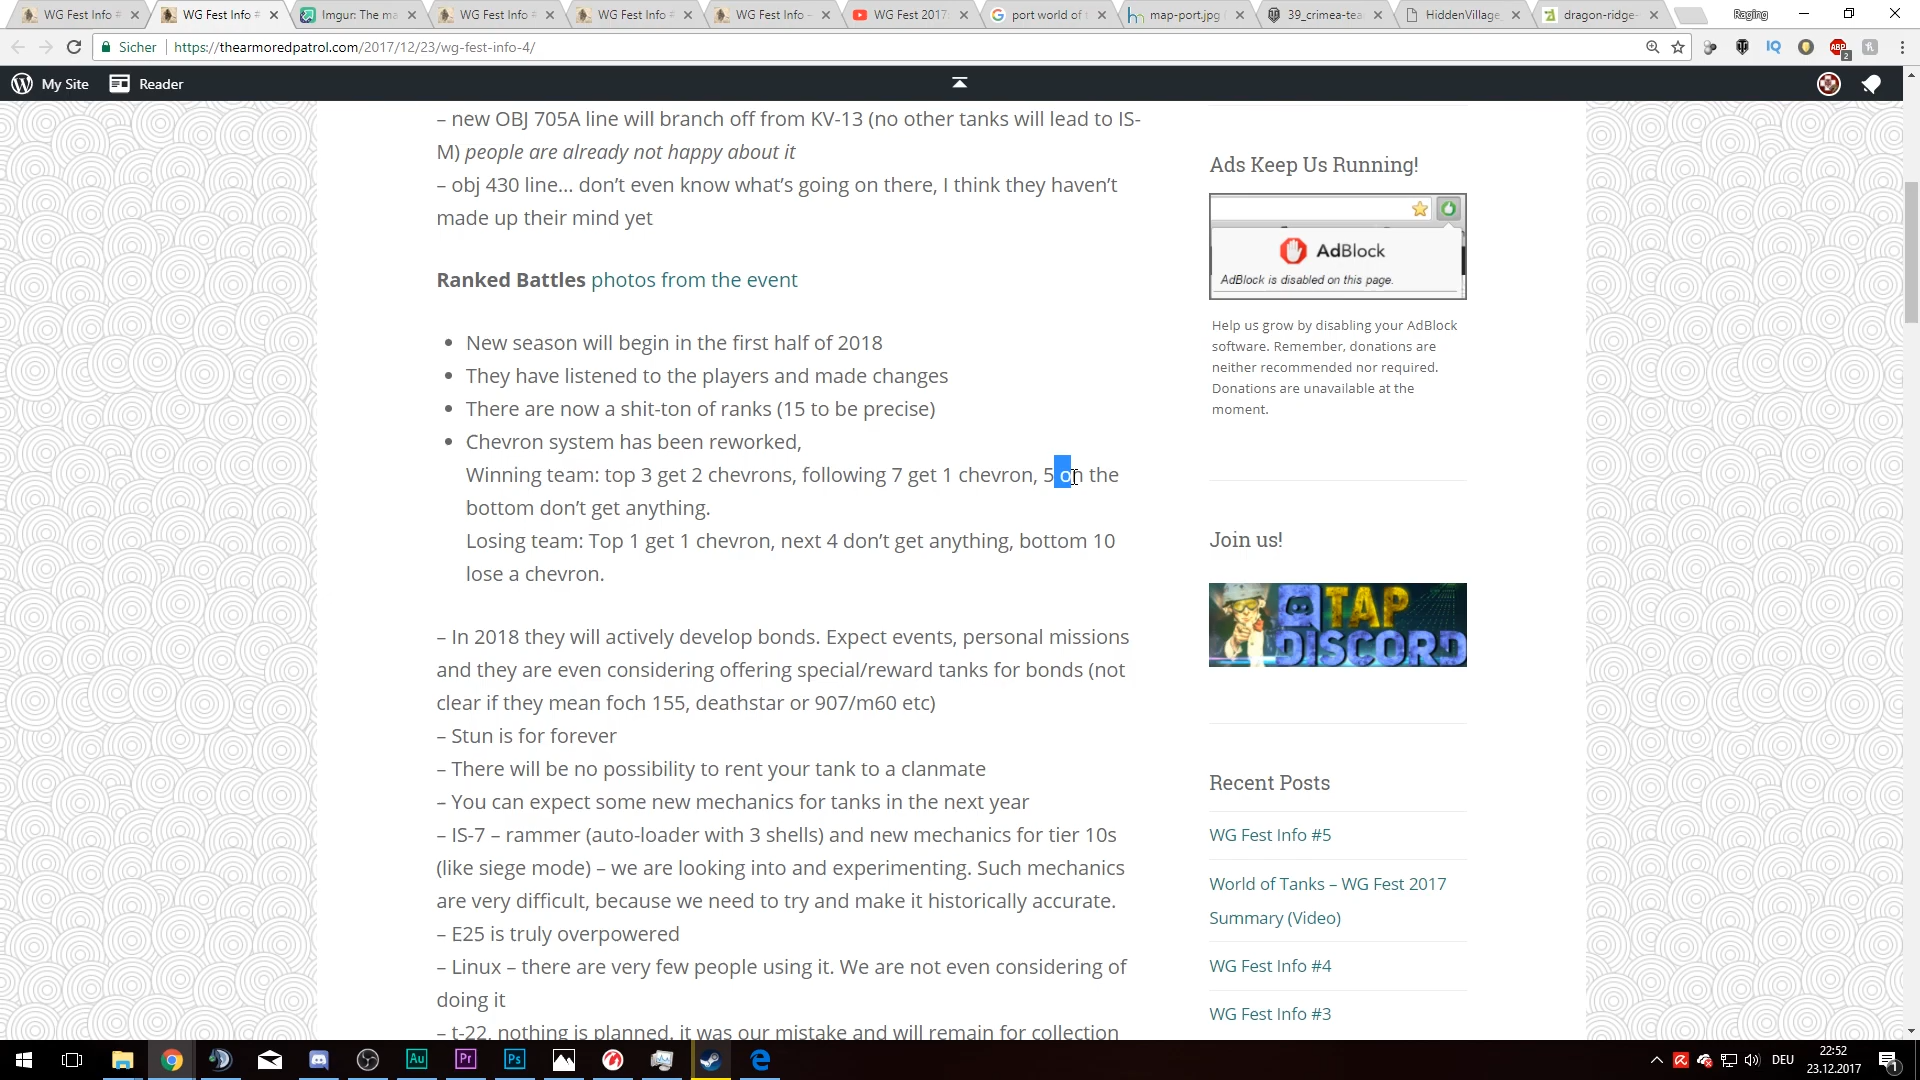 WG Fest Info #
WG Fest Info #
Imgur: The ma
WG Fest Info #
WG Fest Info #
WG Fest Info –
WG Fest 2017:
port world of
map-port.jpg
39_crimea-tea
HiddenVillage
dragon-ridge-
Raging
Sicher
https://thearmoredpatrol.com/2017/12/23/wg-fest-info-4/
IQ
ABP
2
My Site
Reader
– new OBJ 705A line will branch off from KV-13 (no other tanks will lead to IS-
M) people are already not happy about it
– obj 430 line… don’t even know what’s going on there, I think they haven’t
made up their mind yet
Ranked Battles photos from the event
New season will begin in the first half of 2018
They have listened to the players and made changes
There are now a shit-ton of ranks (15 to be precise)
Chevron system has been reworked,
Winning team: top 3 get 2 chevrons, following 7 get 1 chevron, 5 on the
bottom don’t get anything.
Losing team: Top 1 get 1 chevron, next 4 don’t get anything, bottom 10
lose a chevron.
– In 2018 they will actively develop bonds. Expect events, personal missions
and they are even considering offering special/reward tanks for bonds (not
clear if they mean foch 155, deathstar or 907/m60 etc)
– Stun is for forever
– There will be no possibility to rent your tank to a clanmate
– You can expect some new mechanics for tanks in the next year
– IS-7 – rammer (auto-loader with 3 shells) and new mechanics for tier 10s
(like siege mode) – we are looking into and experimenting. Such mechanics
are very difficult, because we need to try and make it historically accurate.
– E25 is truly overpowered
– Linux – there are very few people using it. We are not even considering of
doing it
– t-22, nothing is planned, it was our mistake and will remain for collection
Ads Keep Us Running!
AdBlock
AdBlock is disabled on this page.
Help us grow by disabling your AdBlock
software. Remember, donations are
neither recommended nor required.
Donations are unavailable at the
moment.
Join us!
TAP
DISCORD
Recent Posts
WG Fest Info #5
World of Tanks – WG Fest 2017
Summary (Video)
WG Fest Info #4
WG Fest Info #3
Au
Pr
Ps
DEU
22:52
23.12.2017
1